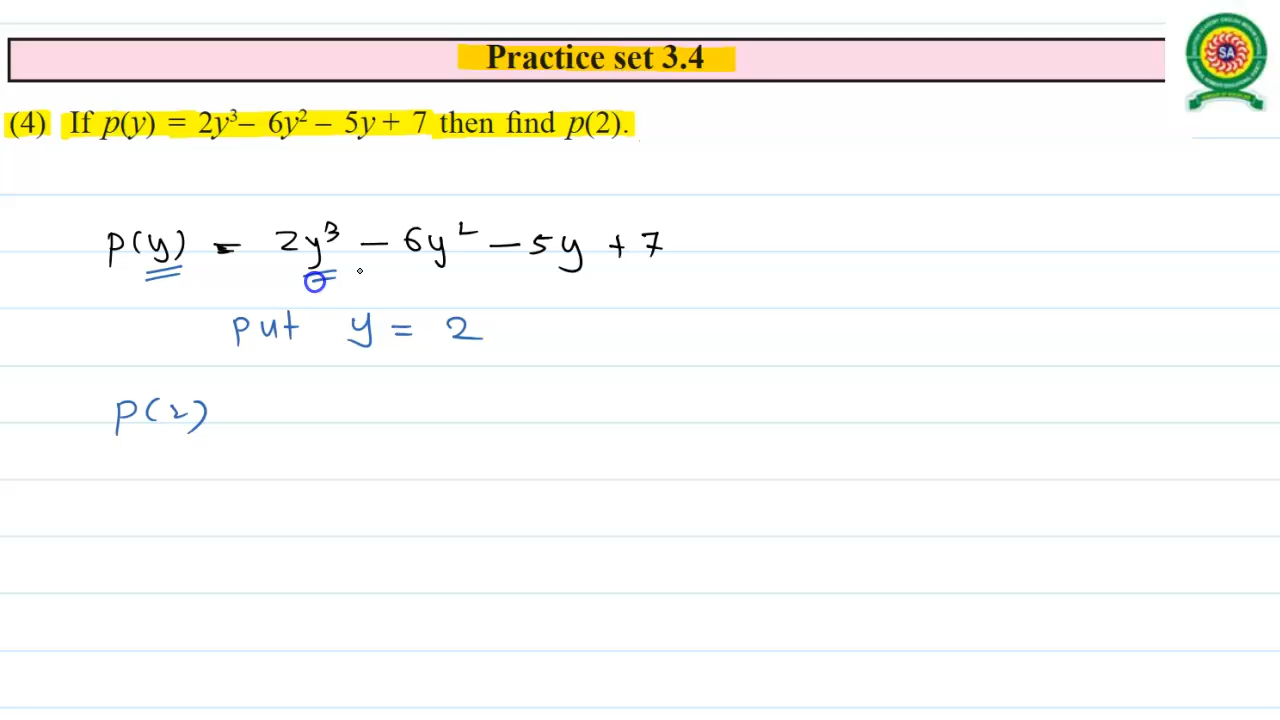 Practice set 3.4
SA
(4) If p(y) = 2y³– 6y² – 5y + 7 then find p(2).
p(y) = 2y³ – 6y² – 5y + 7
put y = 2
p(2)